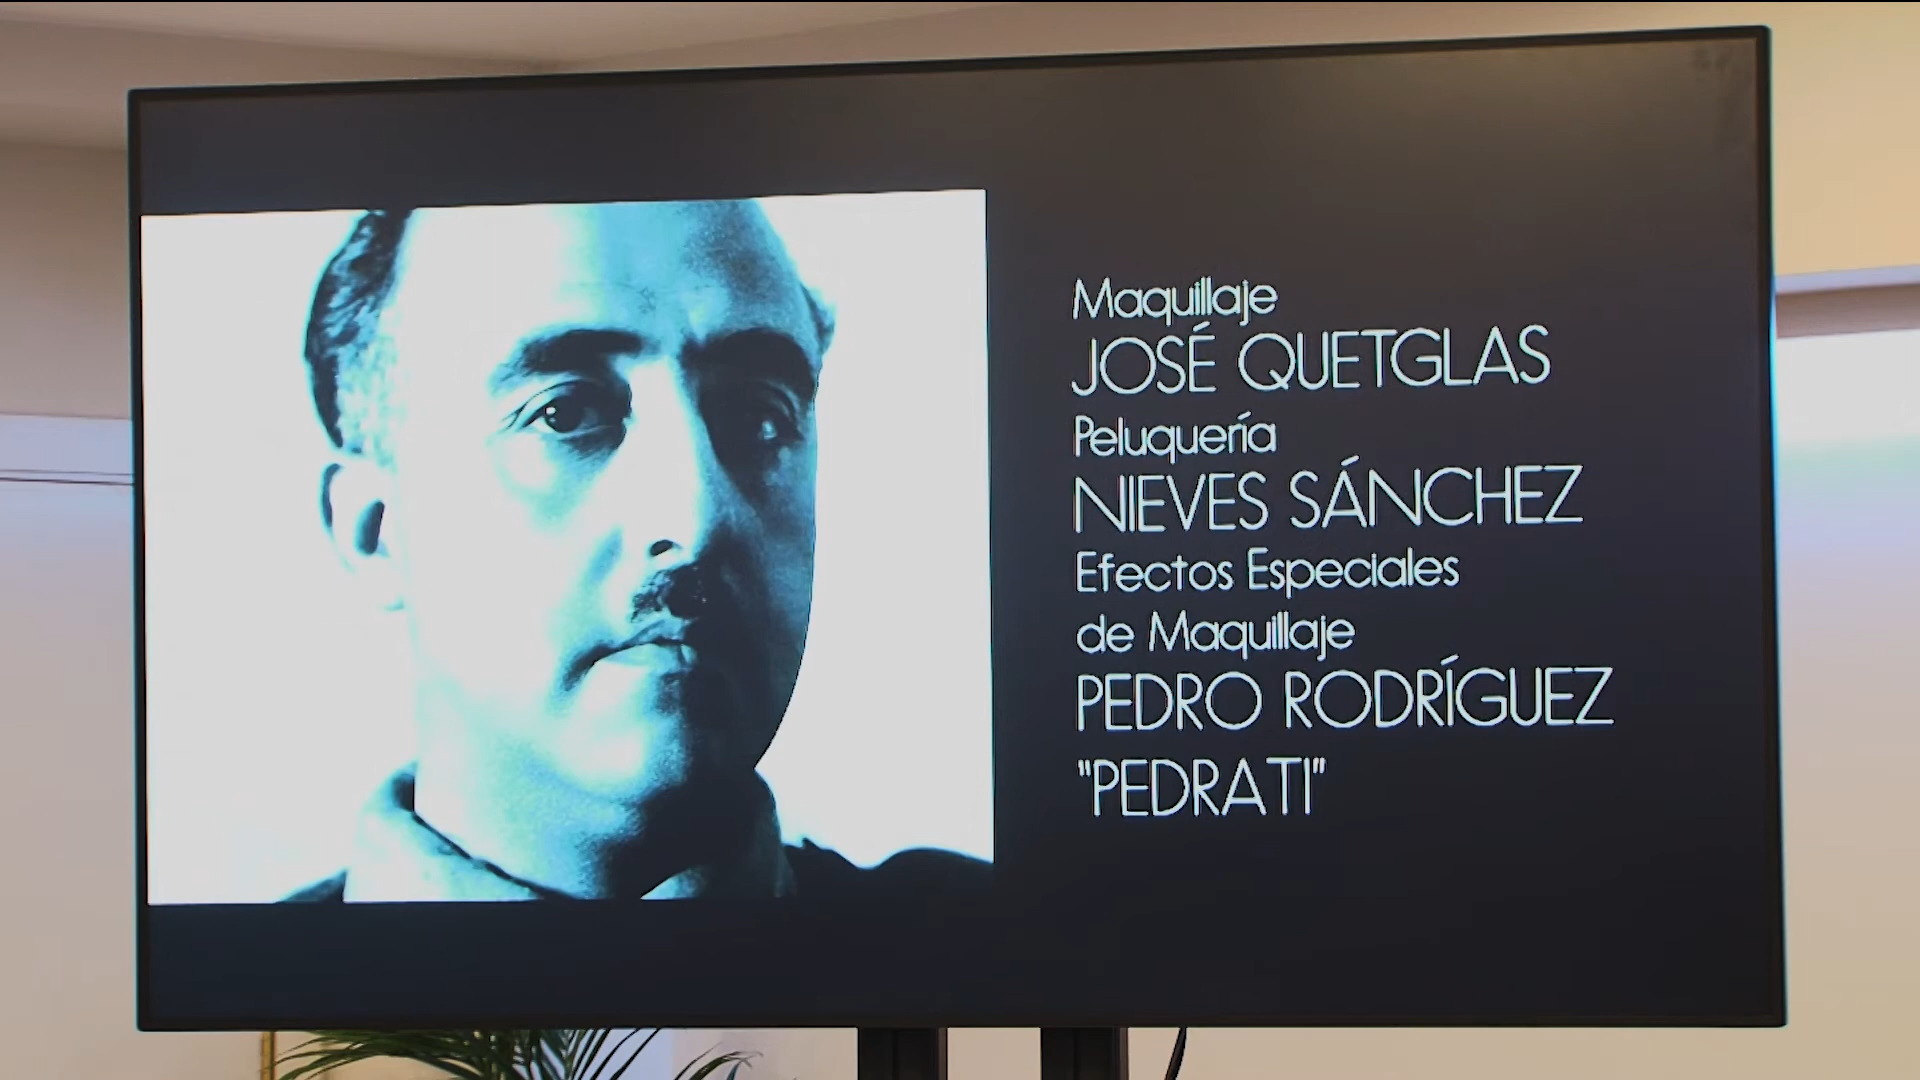 Maquillaje
JOSÉ QUETGLAS
Peluquería
NIEVES SÁNCHEZ
Efectos Especiales
de Maquillaje
PEDRO RODRÍGUEZ
"PEDRATI"